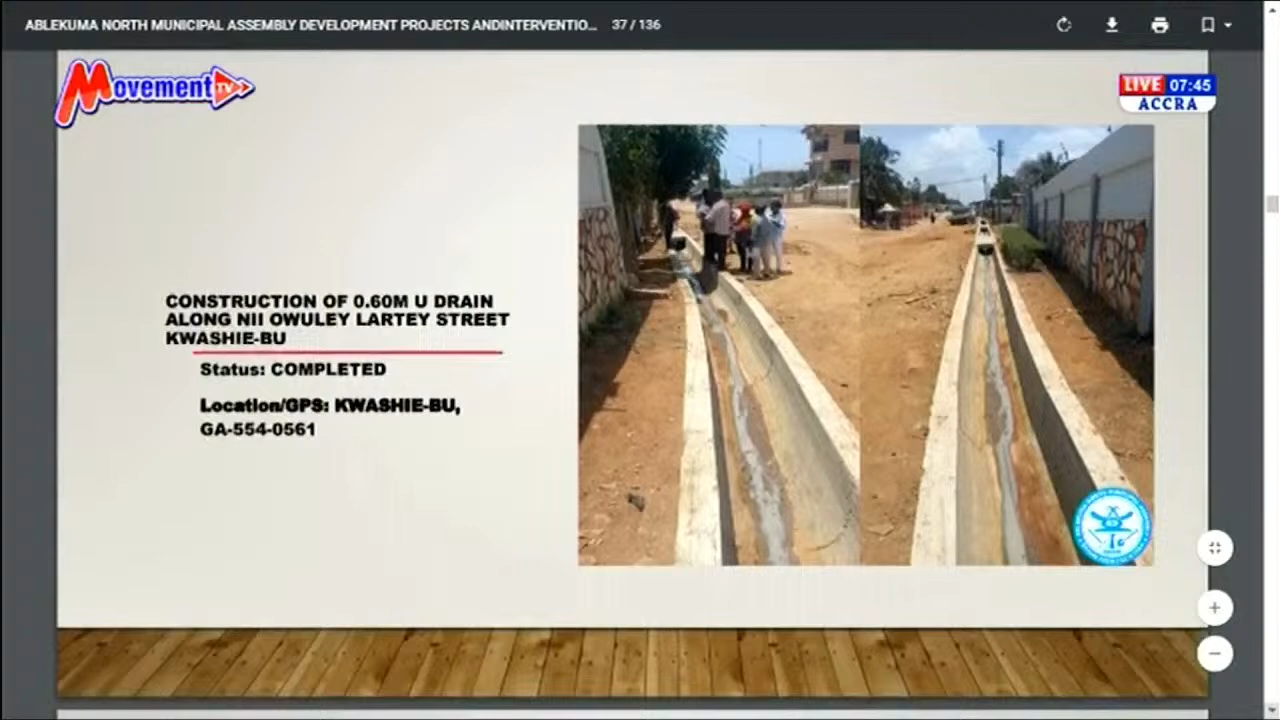 ABLEKUMA NORTH MUNICIPAL ASSEMBLY DEVELOPMENT PROJECTS ANDINTERVENTIO... 37 / 136
Movement TV
LIVE 07:45
ACCRA
CONSTRUCTION OF 0.60M U DRAIN
ALONG NII OWULEY LARTEY STREET
KWASHIE-BU
Status: COMPLETED
Location/GPS: KWASHIE-BU,
GA-554-0561